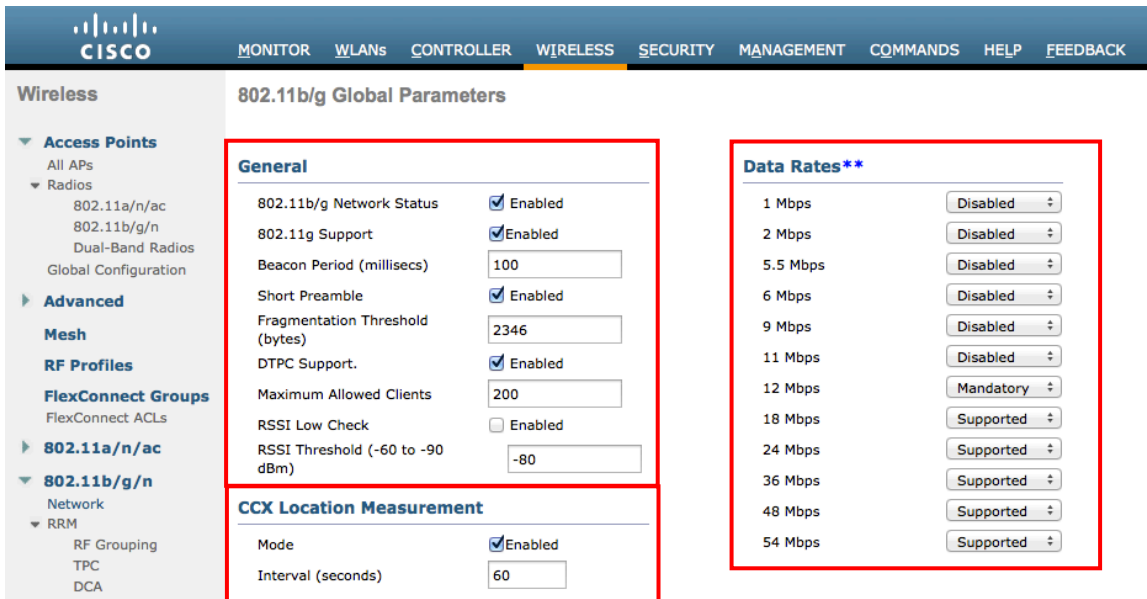 CISCO
MONITOR WLANs CONTROLLER WIRELESS SECURITY MANAGEMENT COMMANDS HELP FEEDBACK
Wireless
Access Points
All APs
Radios
802.11a/n/ac
802.11b/g/n
Dual-Band Radios
Global Configuration
Advanced
Mesh
RF Profiles
FlexConnect Groups
FlexConnect ACLs
802.11a/n/ac
802.11b/g/n
Network
RRM
RF Grouping
TPC
DCA
802.11b/g Global Parameters
General
802.11b/g Network Status Enabled
802.11g Support Enabled
Beacon Period (millisecs) 100
Short Preamble Enabled
Fragmentation Threshold
(bytes) 2346
DTPC Support. Enabled
Maximum Allowed Clients 200
RSSI Low Check Enabled
RSSI Threshold (-60 to -90
dBm) -80
CCX Location Measurement
Mode Enabled
Interval (seconds) 60
Data Rates**
1 Mbps Disabled
2 Mbps Disabled
5.5 Mbps Disabled
6 Mbps Disabled
9 Mbps Disabled
11 Mbps Disabled
12 Mbps Mandatory
18 Mbps Supported
24 Mbps Supported
36 Mbps Supported
48 Mbps Supported
54 Mbps Supported